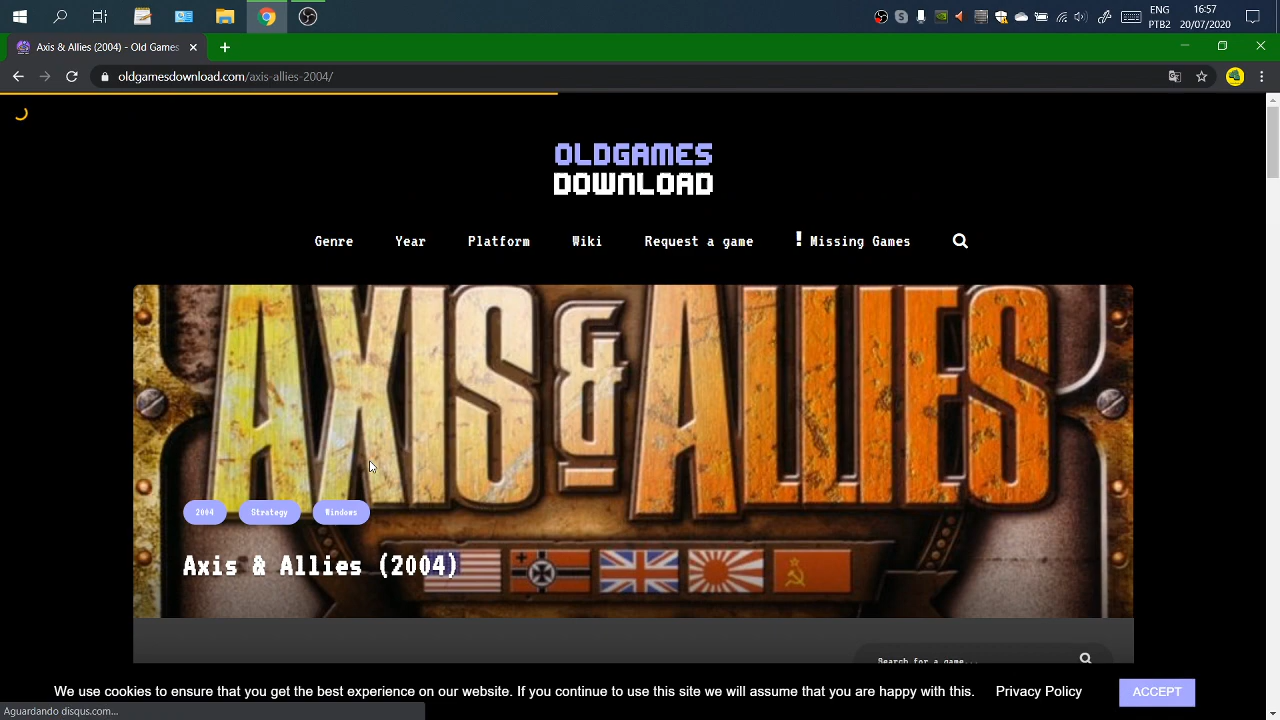 16:57
PTB2
20/07/2020
Axis & Allies (2004) - Old Games
oldgamesdownload.com/axis-allies-2004/
OLDGAMES
DOWNLOAD
Genre Year Platform Wiki Request a game ! Missing Games
AXIS & ALLIES
2004 Strategy Windows
Axis & Allies (2004)
Search for a game...
We use cookies to ensure that you get the best experience on our website. If you continue to use this site we will assume that you are happy with this. Privacy Policy ACCEPT
Aguardando disqus.com...